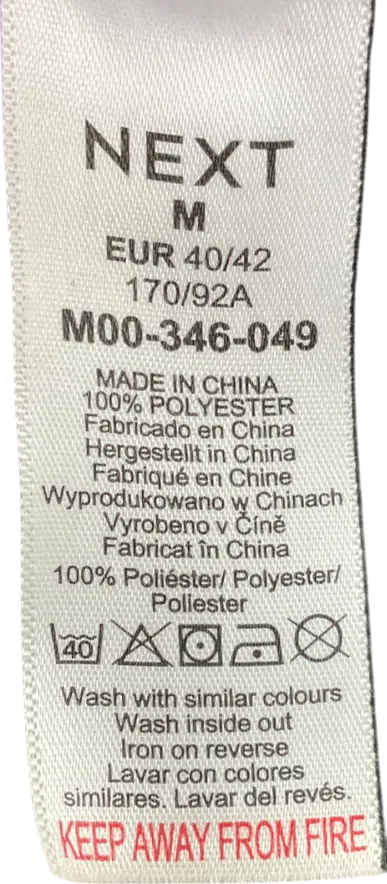 NEXT
M
EUR 40/42
170/92A
M00-346-049
MADE IN CHINA
100% POLYESTER
Fabricado en China
Hergestellt in China
Fabriqué en Chine
Wyprodukowano w Chinach
Vyrobeno v Číně
Fabricat în China
100% Poliéster/ Polyester/
Poliester
40
Wash with similar colours
Wash inside out
Iron on reverse
Lavar con colores
similares. Lavar del revés.
KEEP AWAY FROM FIRE